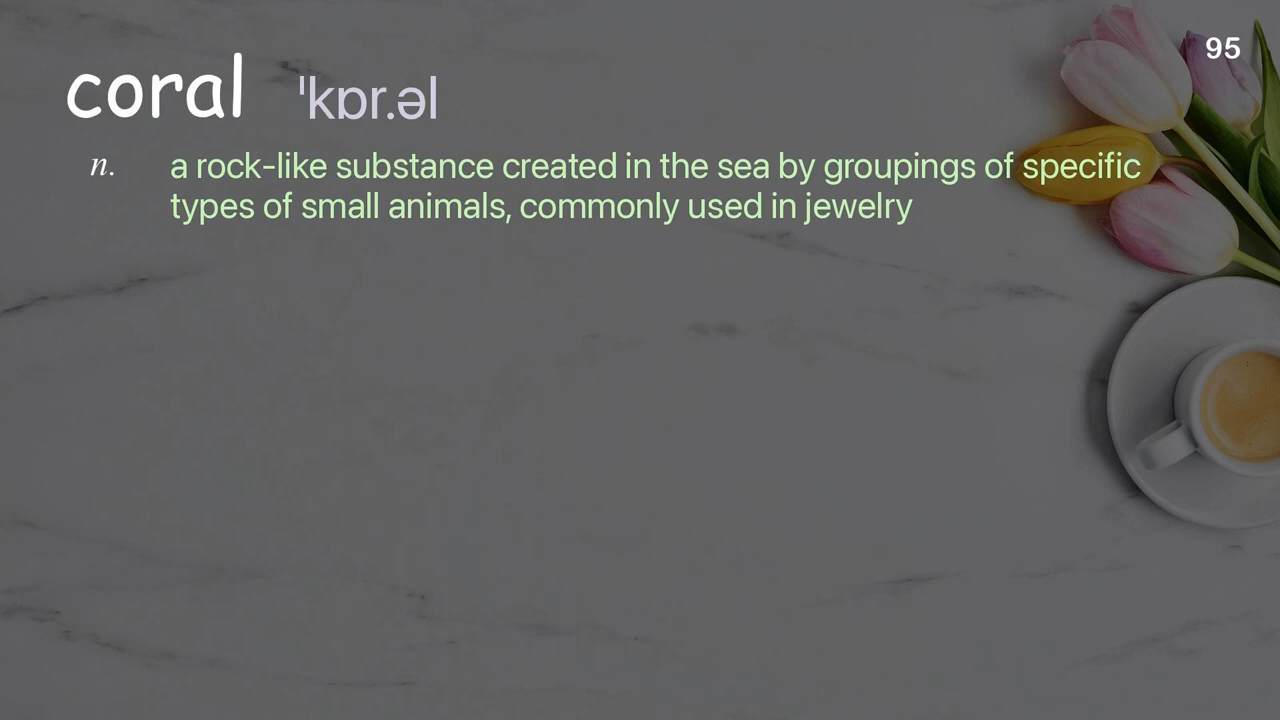 95
coral ˈkɒr.əl
n. a rock-like substance created in the sea by groupings of specific
types of small animals, commonly used in jewelry